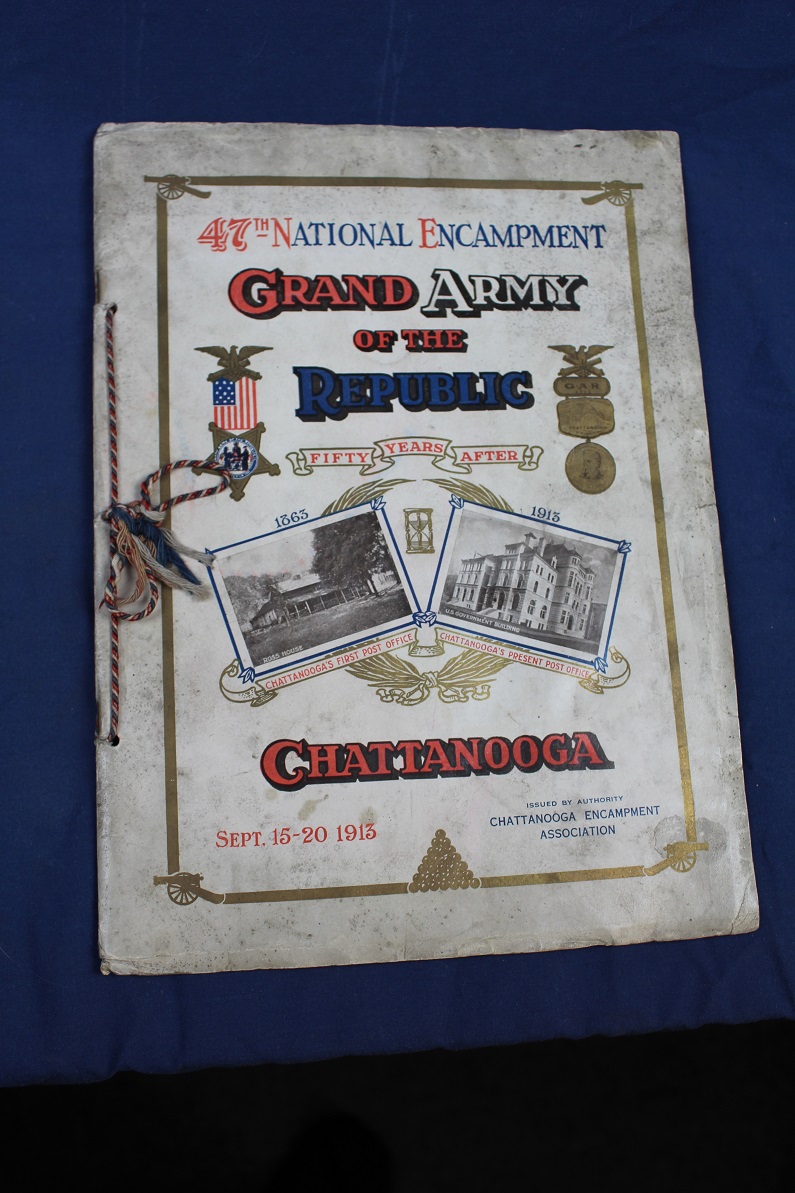 47TH NATIONAL ENCAMPMENT
GRAND ARMY
OF THE
REPUBLIC
G A R
FIFTY YEARS AFTER
1863
1913
ROSS HOUSE
U.S. GOVERNMENT BUILDING
CHATTANOOGA'S FIRST POST OFFICE
CHATTANOOGA'S PRESENT POST OFFICE
CHATTANOOGA
ISSUED BY AUTHORITY
CHATTANOOGA ENCAMPMENT
ASSOCIATION
SEPT. 15-20 1913